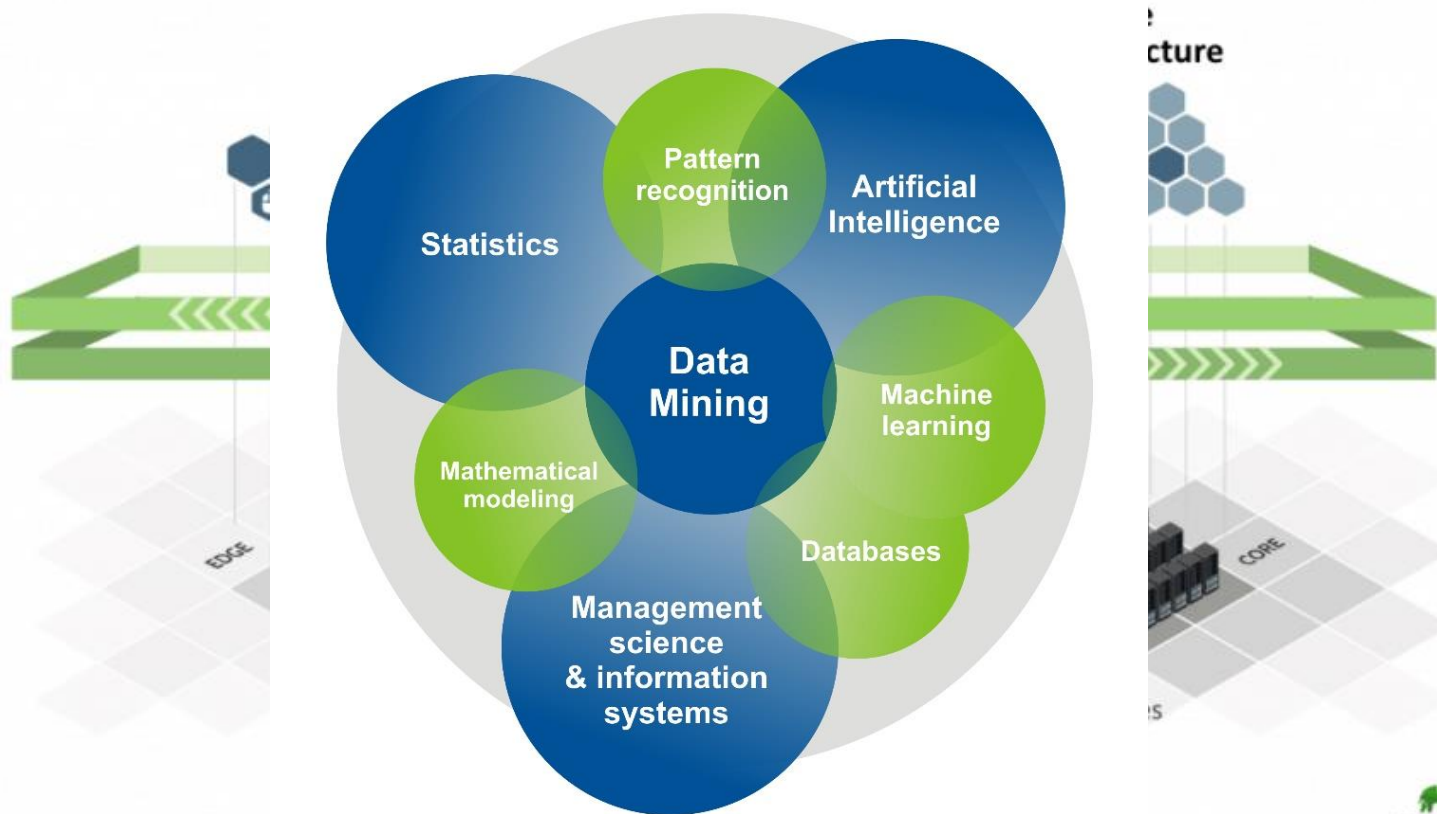 cture
Pattern
recognition
Artificial
Intelligence
Statistics
Data
Mining
Machine
learning
Mathematical
modeling
Databases
EDGE
CORE
Management
science
& information
systems
es